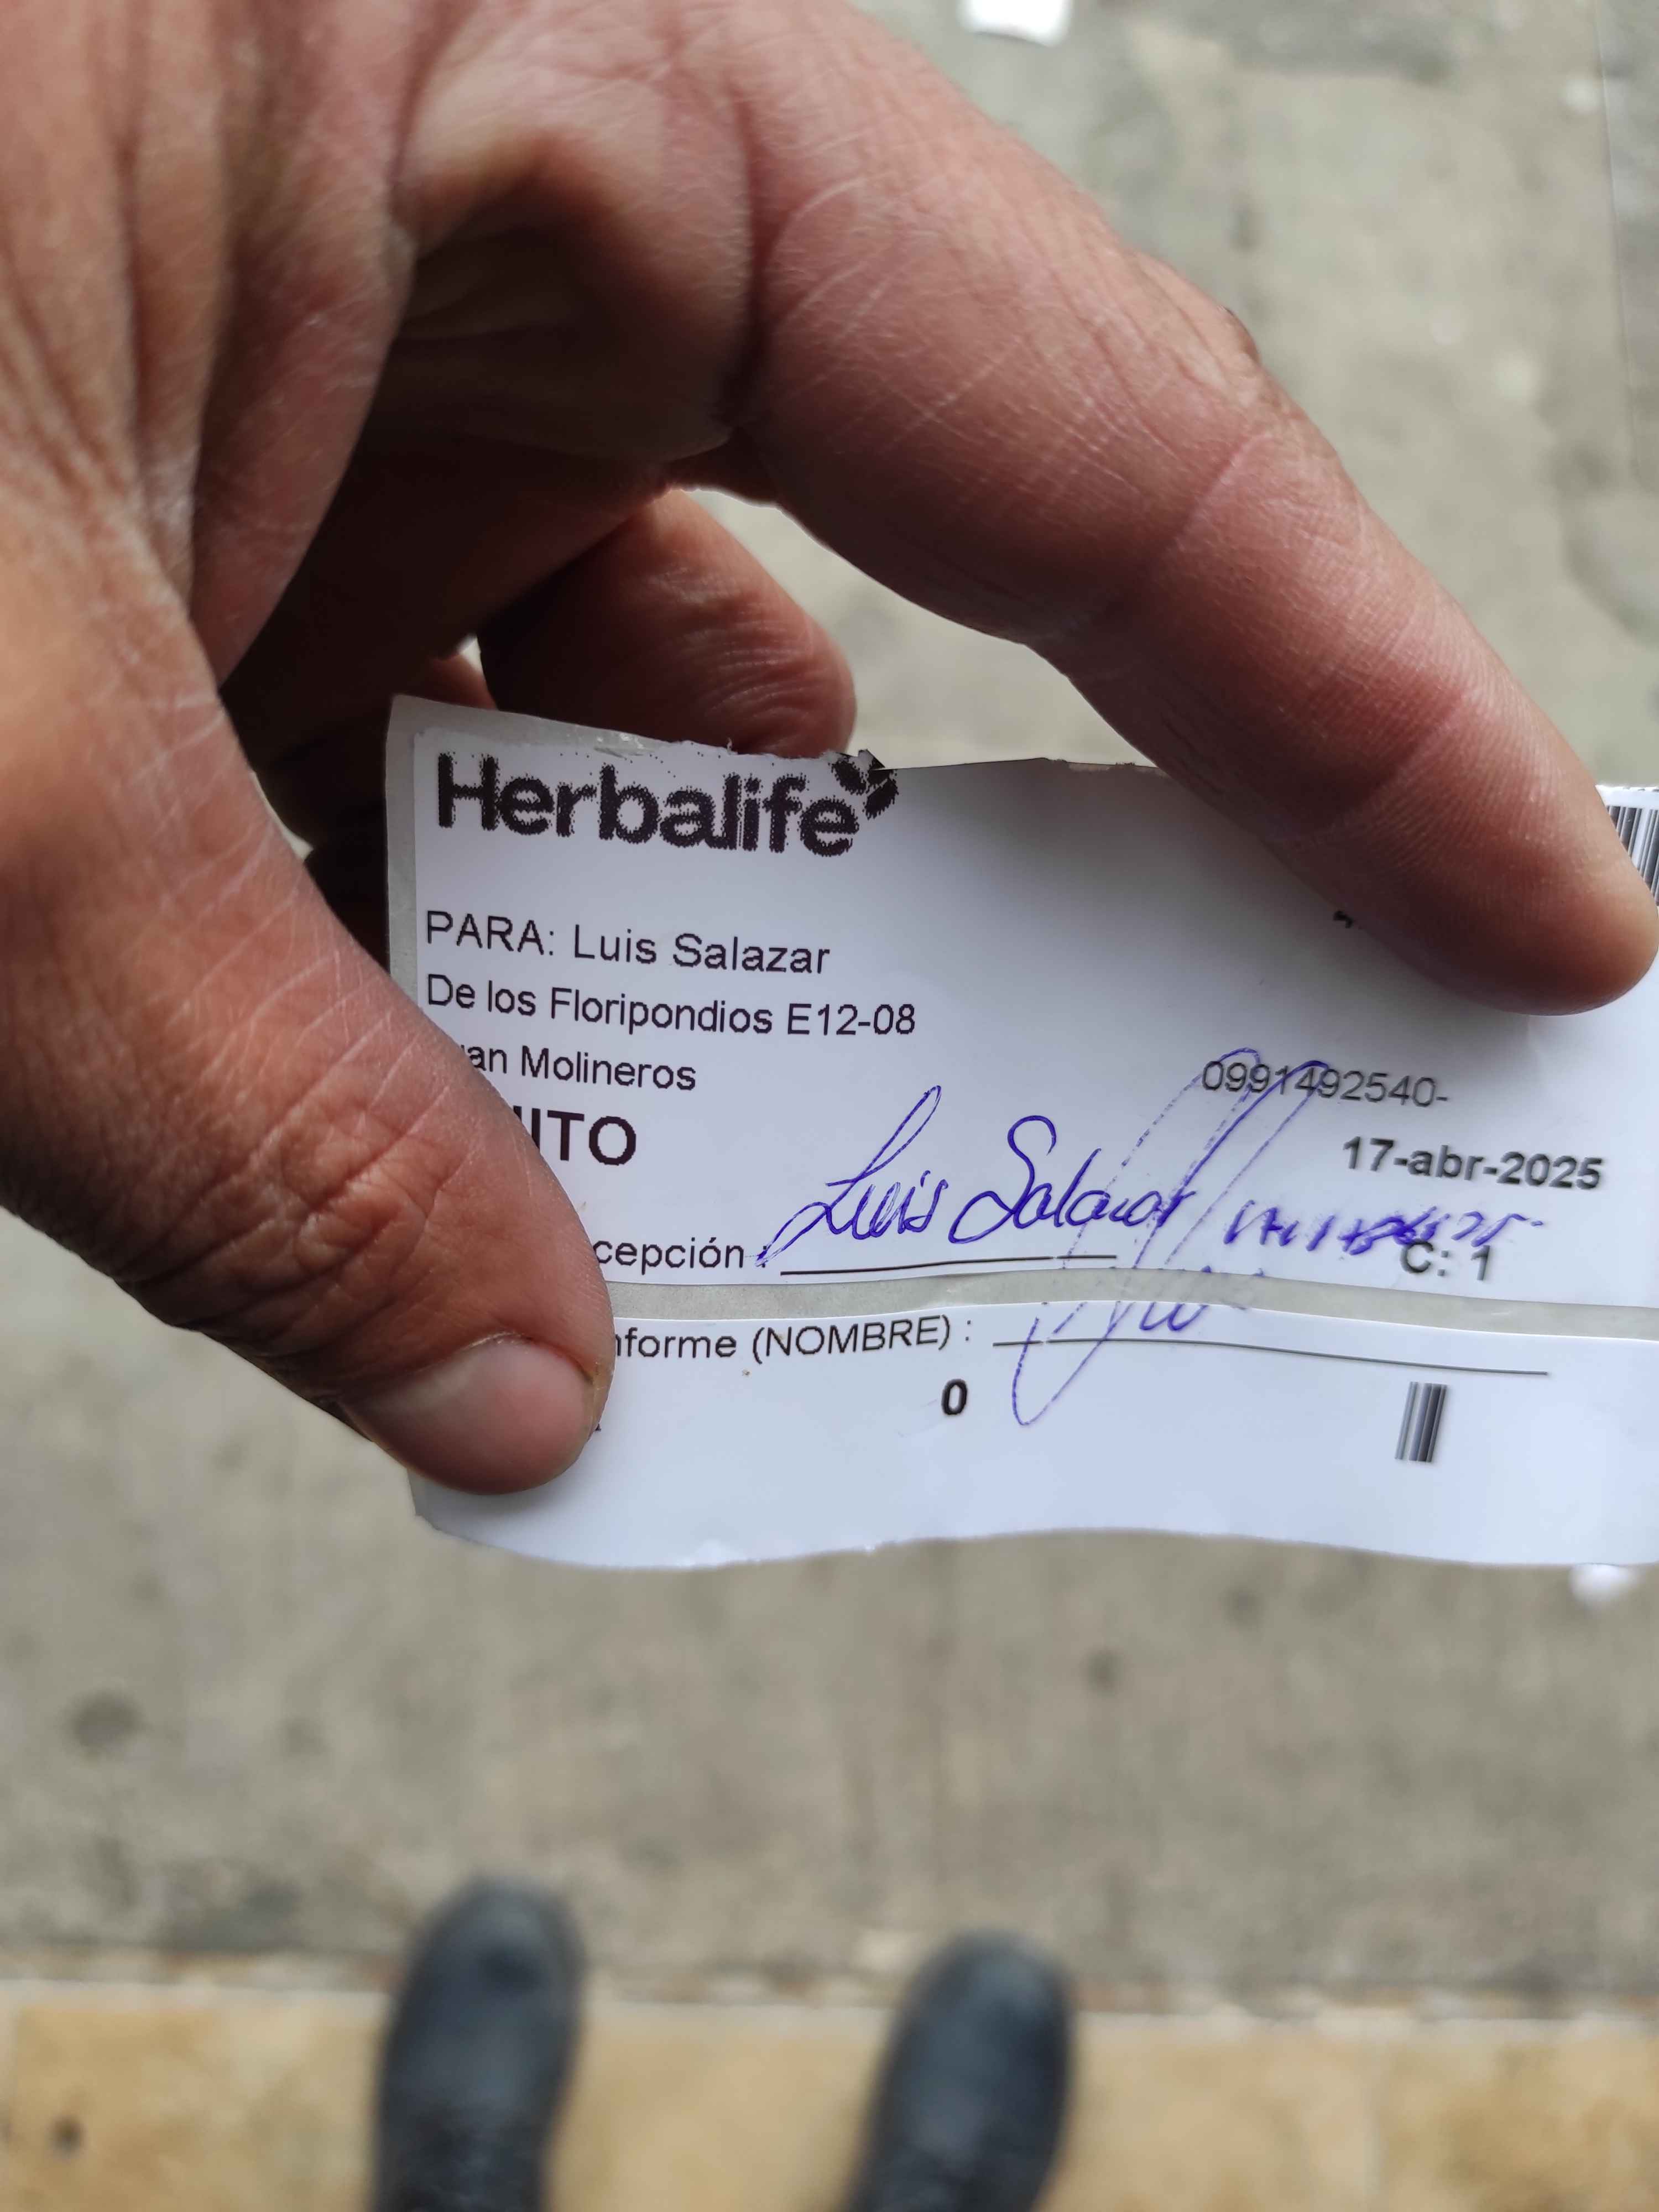 Herbalife
PARA: Luis Salazar
De los Floripondios E12-08
an Molineros
0991492540-
ITO
17-abr-2025
cepción : Luis Salazar
C: 1
nforme (NOMBRE) :
0